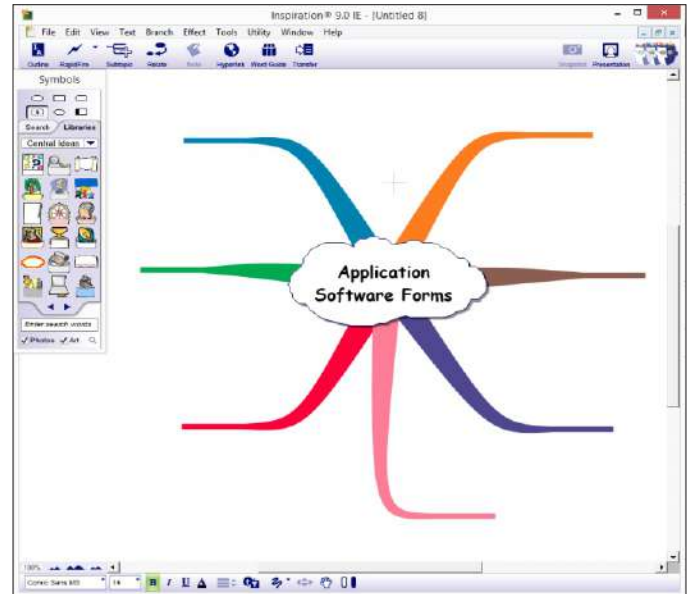 Inspiration® 9.0 IE - [Untitled 8]
File Edit View Text Branch Effect Tools Utility Window Help
Outline RapidFire Subtopic Relate Note Hyperlink Word Guide Transfer Presentation
Symbols
Search Libraries
Central Ideas
Application
Software Forms
Enter search words
Photos Art
100%
Comic Sans MS 14 B I U A